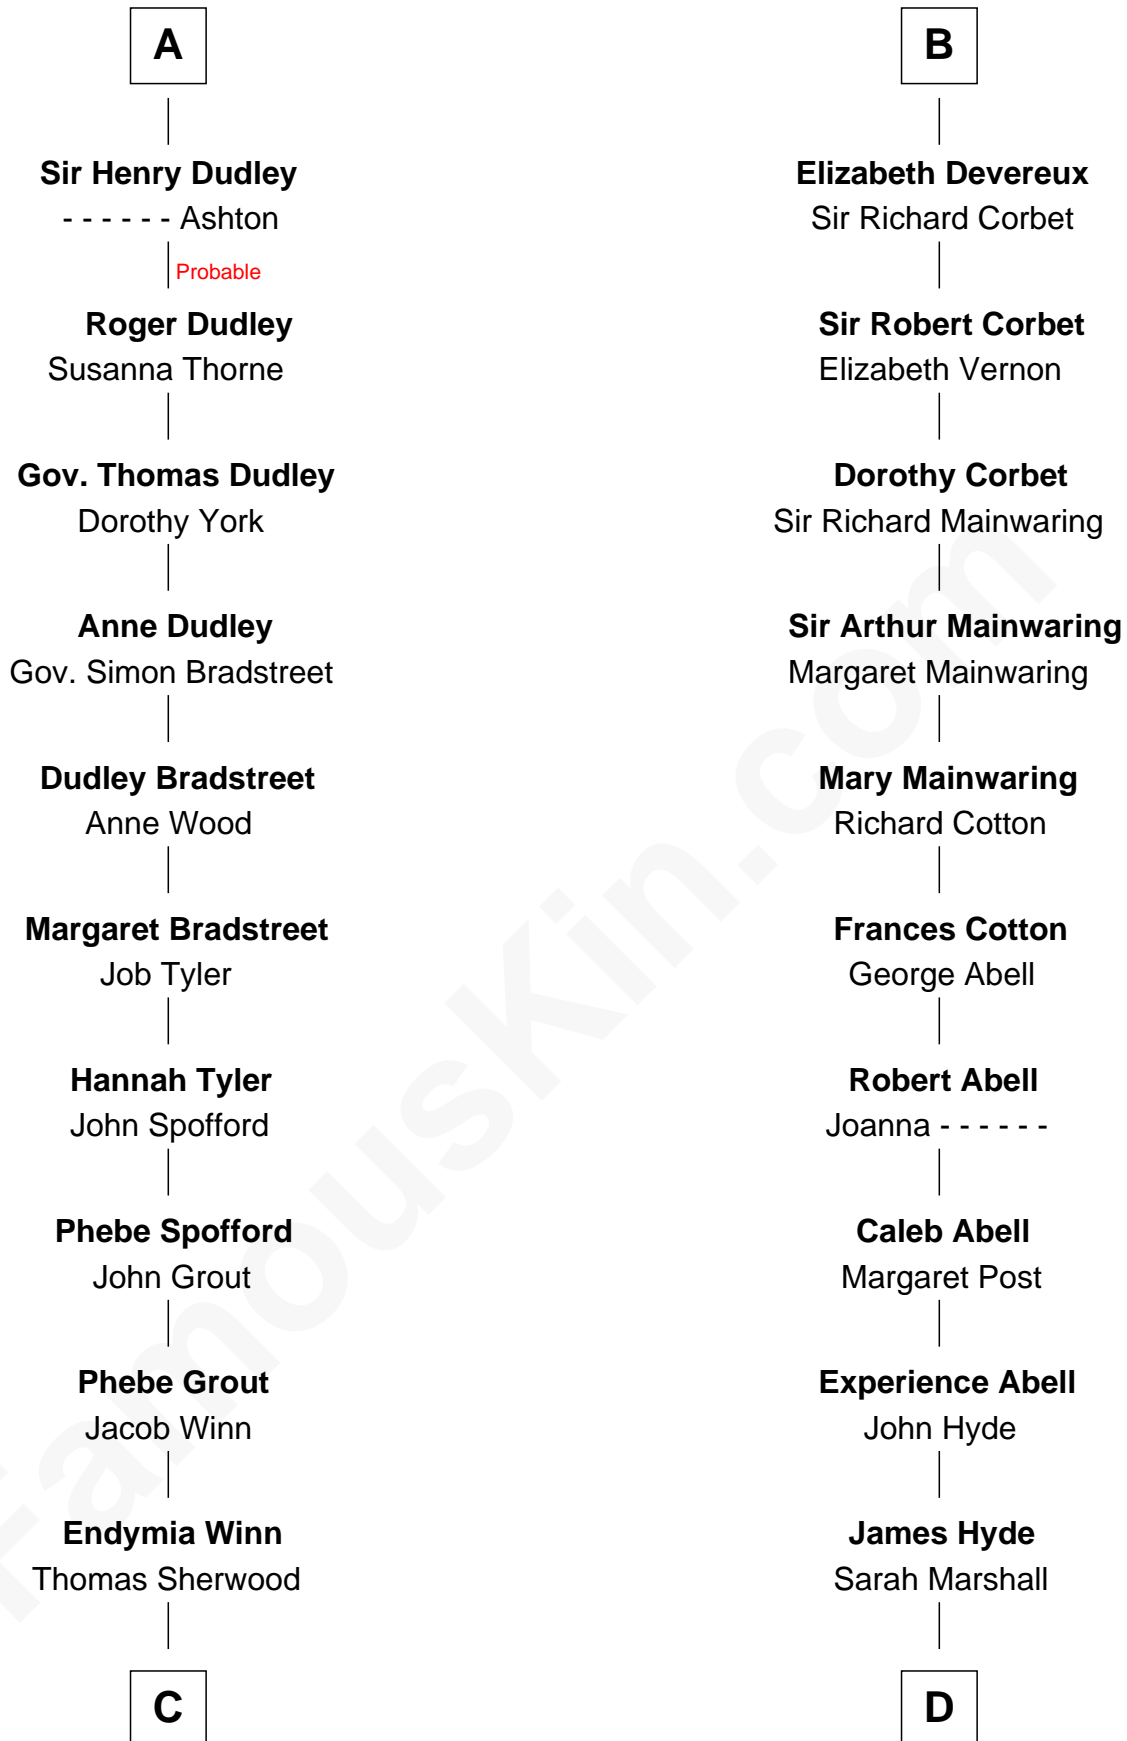 A
Sir Henry Dudley
- - - - - - Ashton
Probable
Roger Dudley
Susanna Thorne
Gov. Thomas Dudley
Dorothy York
Anne Dudley
Gov. Simon Bradstreet
Dudley Bradstreet
Anne Wood
Margaret Bradstreet
Job Tyler
Hannah Tyler
John Spofford
Phebe Spofford
John Grout
Phebe Grout
Jacob Winn
Endymia Winn
Thomas Sherwood
C
B
Elizabeth Devereux
Sir Richard Corbet
Sir Robert Corbet
Elizabeth Vernon
Dorothy Corbet
Sir Richard Mainwaring
Sir Arthur Mainwaring
Margaret Mainwaring
Mary Mainwaring
Richard Cotton
Frances Cotton
George Abell
Robert Abell
Joanna - - - - - -
Caleb Abell
Margaret Post
Experience Abell
John Hyde
James Hyde
Sarah Marshall
D
FamousKin.com